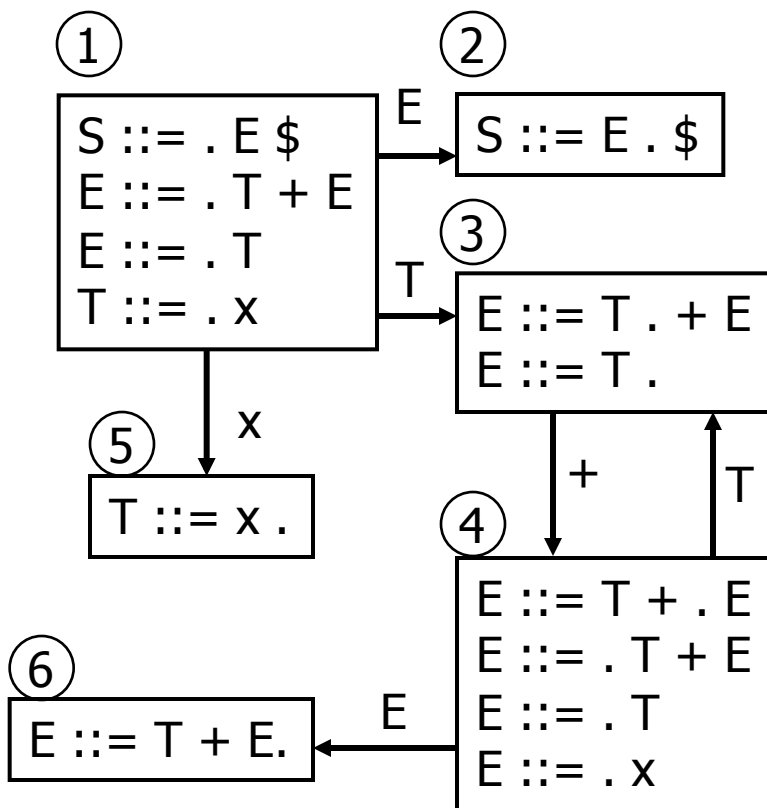 1
S ::= . E $
E ::= . T + E
E ::= . T
T ::= . x
E
2
S ::= E . $
T
3
E ::= T . + E
E ::= T .
x
5
T ::= x .
+
T
4
E ::= T + . E
E ::= . T + E
E ::= . T
E ::= . x
E
6
E ::= T + E.